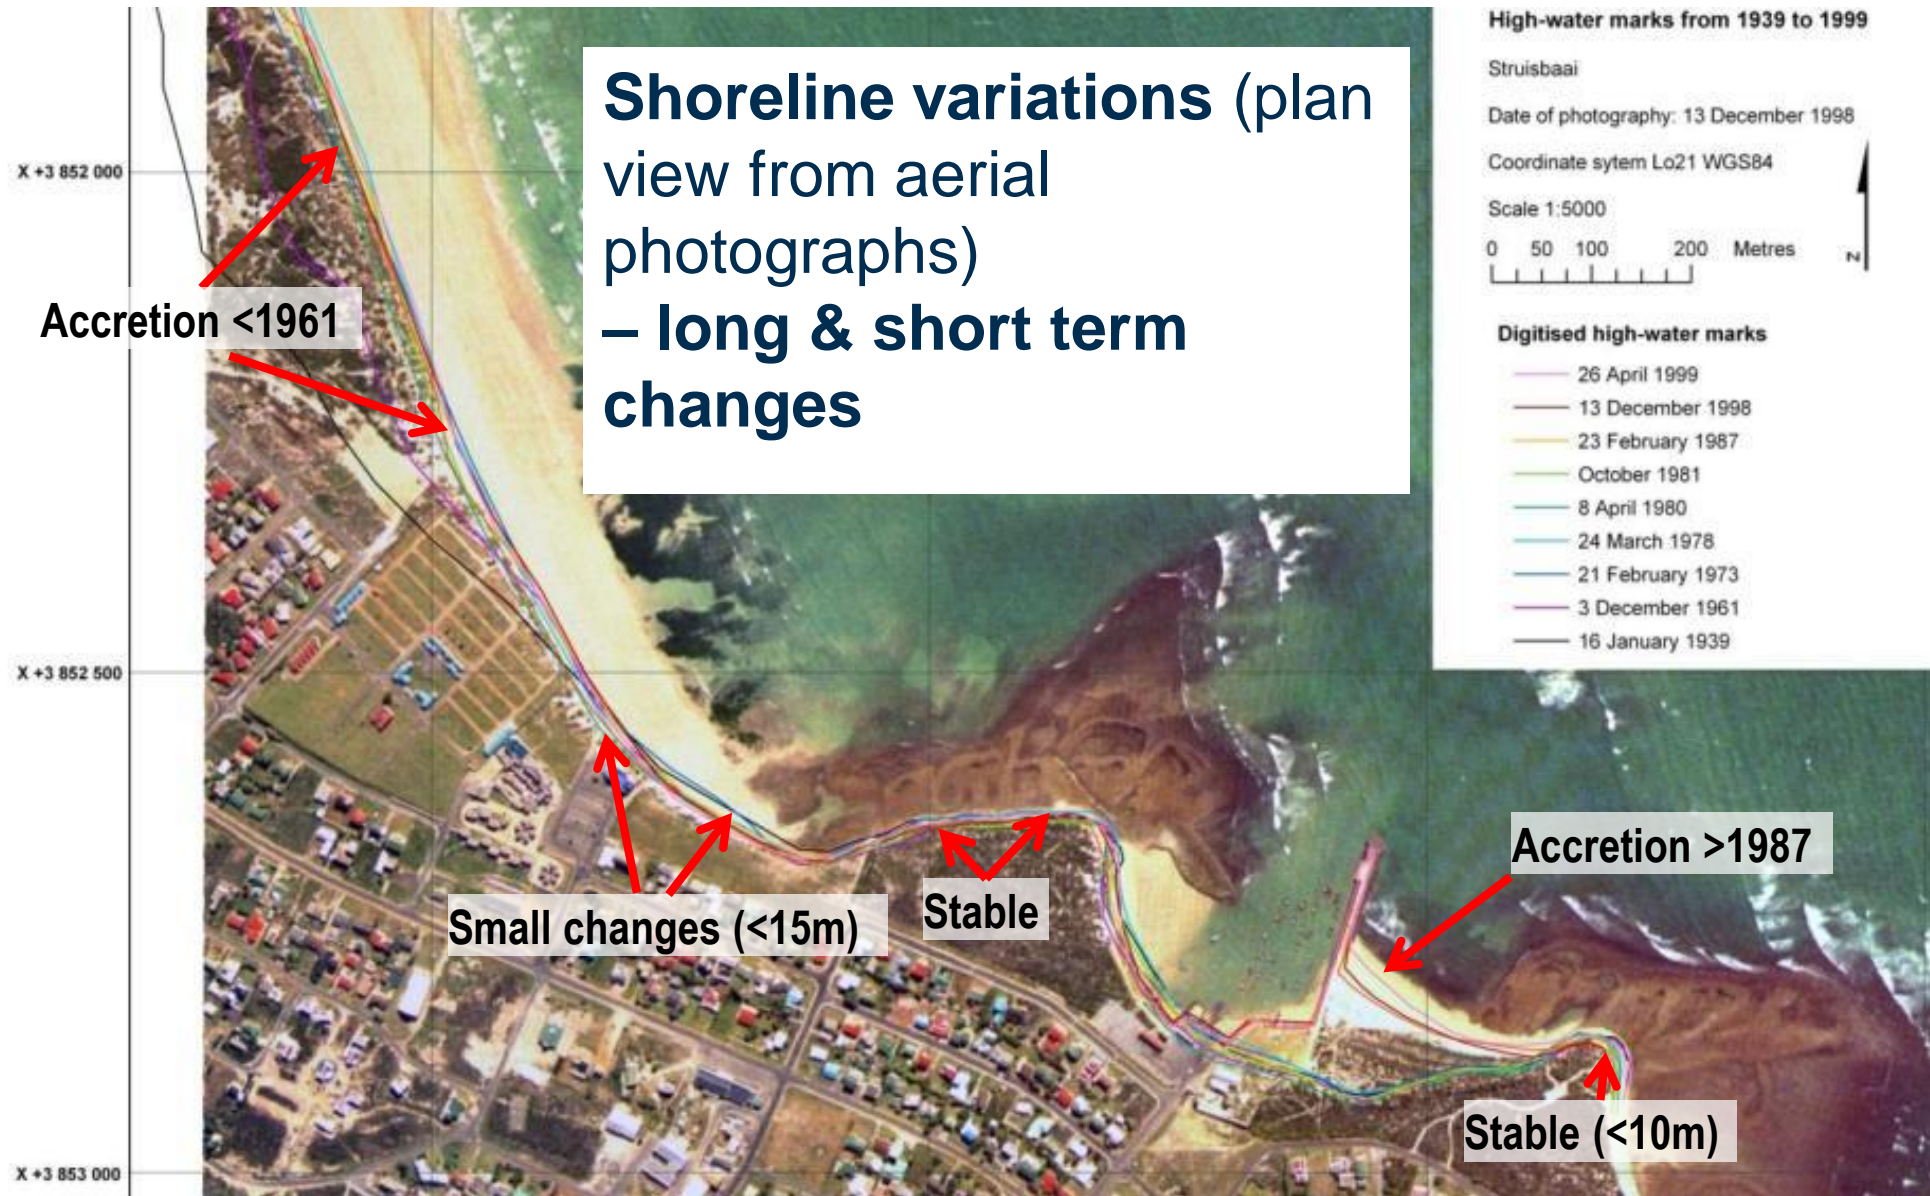 Shoreline variations (plan
view from aerial
photographs)
– long & short term
changes
High-water marks from 1939 to 1999
Struisbaai
Date of photography: 13 December 1998
Coordinate sytem Lo21 WGS84
Scale 1:5000
0 50 100 200 Metres
N
Digitised high-water marks
26 April 1999
13 December 1998
23 February 1987
October 1981
8 April 1980
24 March 1978
21 February 1973
3 December 1961
16 January 1939
X +3 852 000
Accretion <1961
X +3 852 500
Accretion >1987
Small changes (<15m)
Stable
Stable (<10m)
X +3 853 000